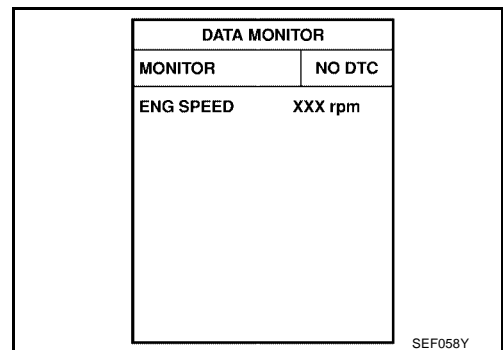 DATA MONITOR
MONITOR NO DTC
ENG SPEED XXX rpm
SEF058Y